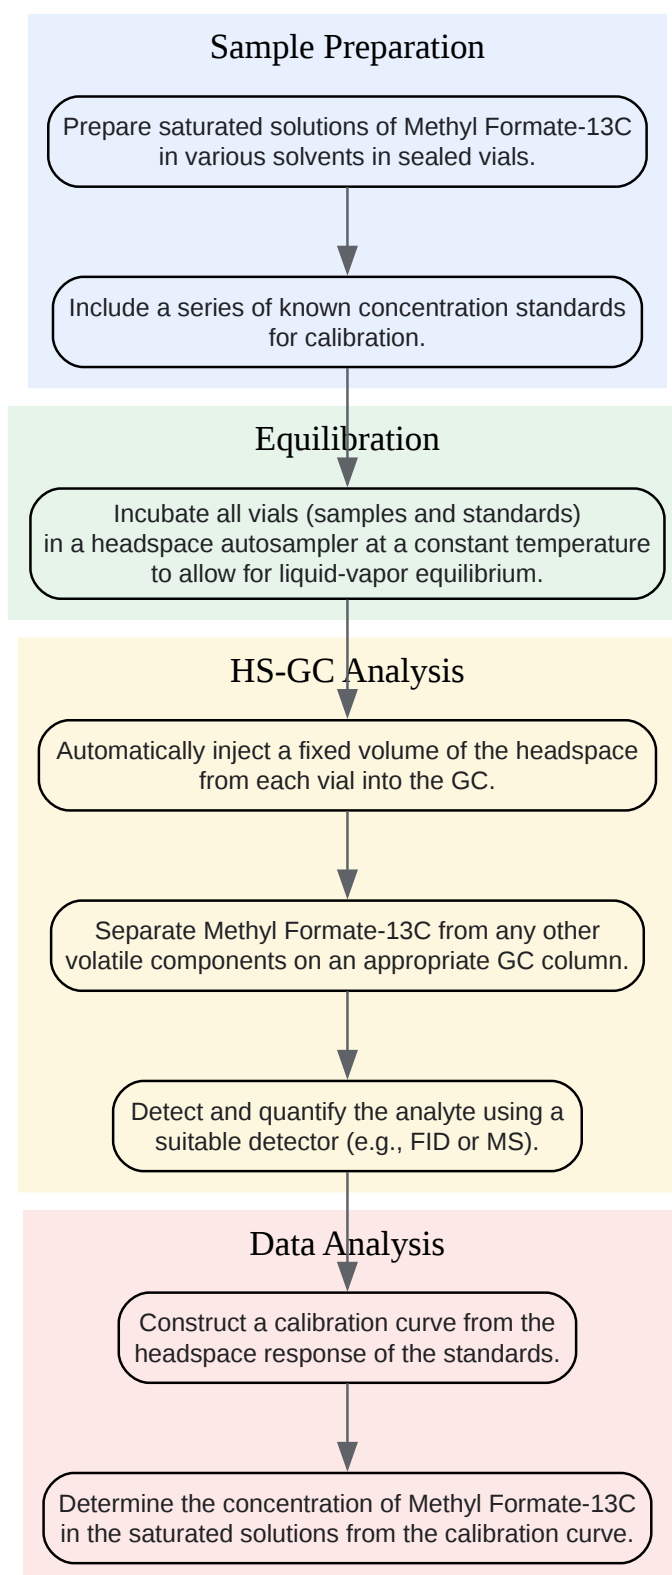 Sample Preparation
Prepare saturated solutions of Methyl Formate-13C
in various solvents in sealed vials.
Include a series of known concentration standards
for calibration.
Equilibration
Incubate all vials (samples and standards)
in a headspace autosampler at a constant temperature
to allow for liquid-vapor equilibrium.
HS-GC Analysis
Automatically inject a fixed volume of the headspace
from each vial into the GC.
Separate Methyl Formate-13C from any other
volatile components on an appropriate GC column.
Detect and quantify the analyte using a
suitable detector (e.g., FID or MS).
Data Analysis
Construct a calibration curve from the
headspace response of the standards.
Determine the concentration of Methyl Formate-13C
in the saturated solutions from the calibration curve.